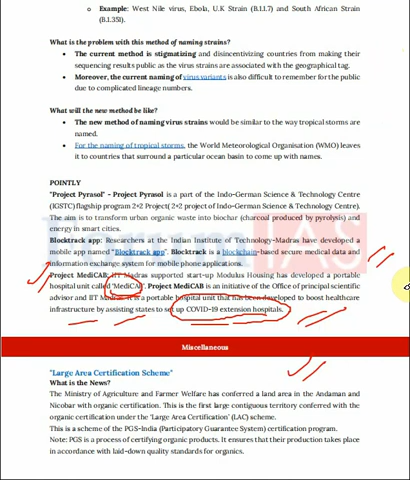 Example: West Nile virus, Ebola, U.K Strain (B.1.1.7) and South African Strain
(B.1.351).
What is the problem with this method of naming strains?
The current method is stigmatizing and disincentivizing countries from making their
sequencing results public as the virus strains are associated with the geographical tag.
Moreover, the current naming of virus variants is also difficult to remember for the public
due to complicated lineage numbers.
What will the new method be like?
The new method of naming virus strains would be similar to the way tropical storms are
named.
For the naming of tropical storms, the World Meteorological Organisation (WMO) leaves
it to countries that surround a particular ocean basin to come up with names.
POINTLY
"Project Pyrasol" - Project Pyrasol is a part of the Indo-German Science & Technology Centre
(IGSTC) flagship program 2+2 Project( 2+2 project of Indo-German Science & Technology Centre).
The aim is to transform urban organic waste into biochar (charcoal produced by pyrolysis) and
energy in smart cities.
Blocktrack app: Researchers at the Indian Institute of Technology-Madras have developed a
mobile app named "Blocktrack app". Blocktrack is a blockchain-based secure medical data and
information exchange system for mobile phone applications.
Project MediCAB: IIT Madras supported start-up Modulus Housing has developed a portable
hospital unit called 'MediCAB'. Project MediCAB is an initiative of the Office of principal scientific
advisor and IIT Madras. It is a portable hospital unit that has been developed to boost healthcare
infrastructure by assisting states to set up COVID-19 extension hospitals.
Miscellaneous
"Large Area Certification Scheme"
What is the News?
The Ministry of Agriculture and Farmer Welfare has conferred a land area in the Andaman and
Nicobar with organic certification. This is the first large contiguous territory conferred with the
organic certification under the 'Large Area Certification' (LAC) scheme.
This is a scheme of the PGS-India (Participatory Guarantee System) certification program.
Note: PGS is a process of certifying organic products. It ensures that their production takes place
in accordance with laid-down quality standards for organics.